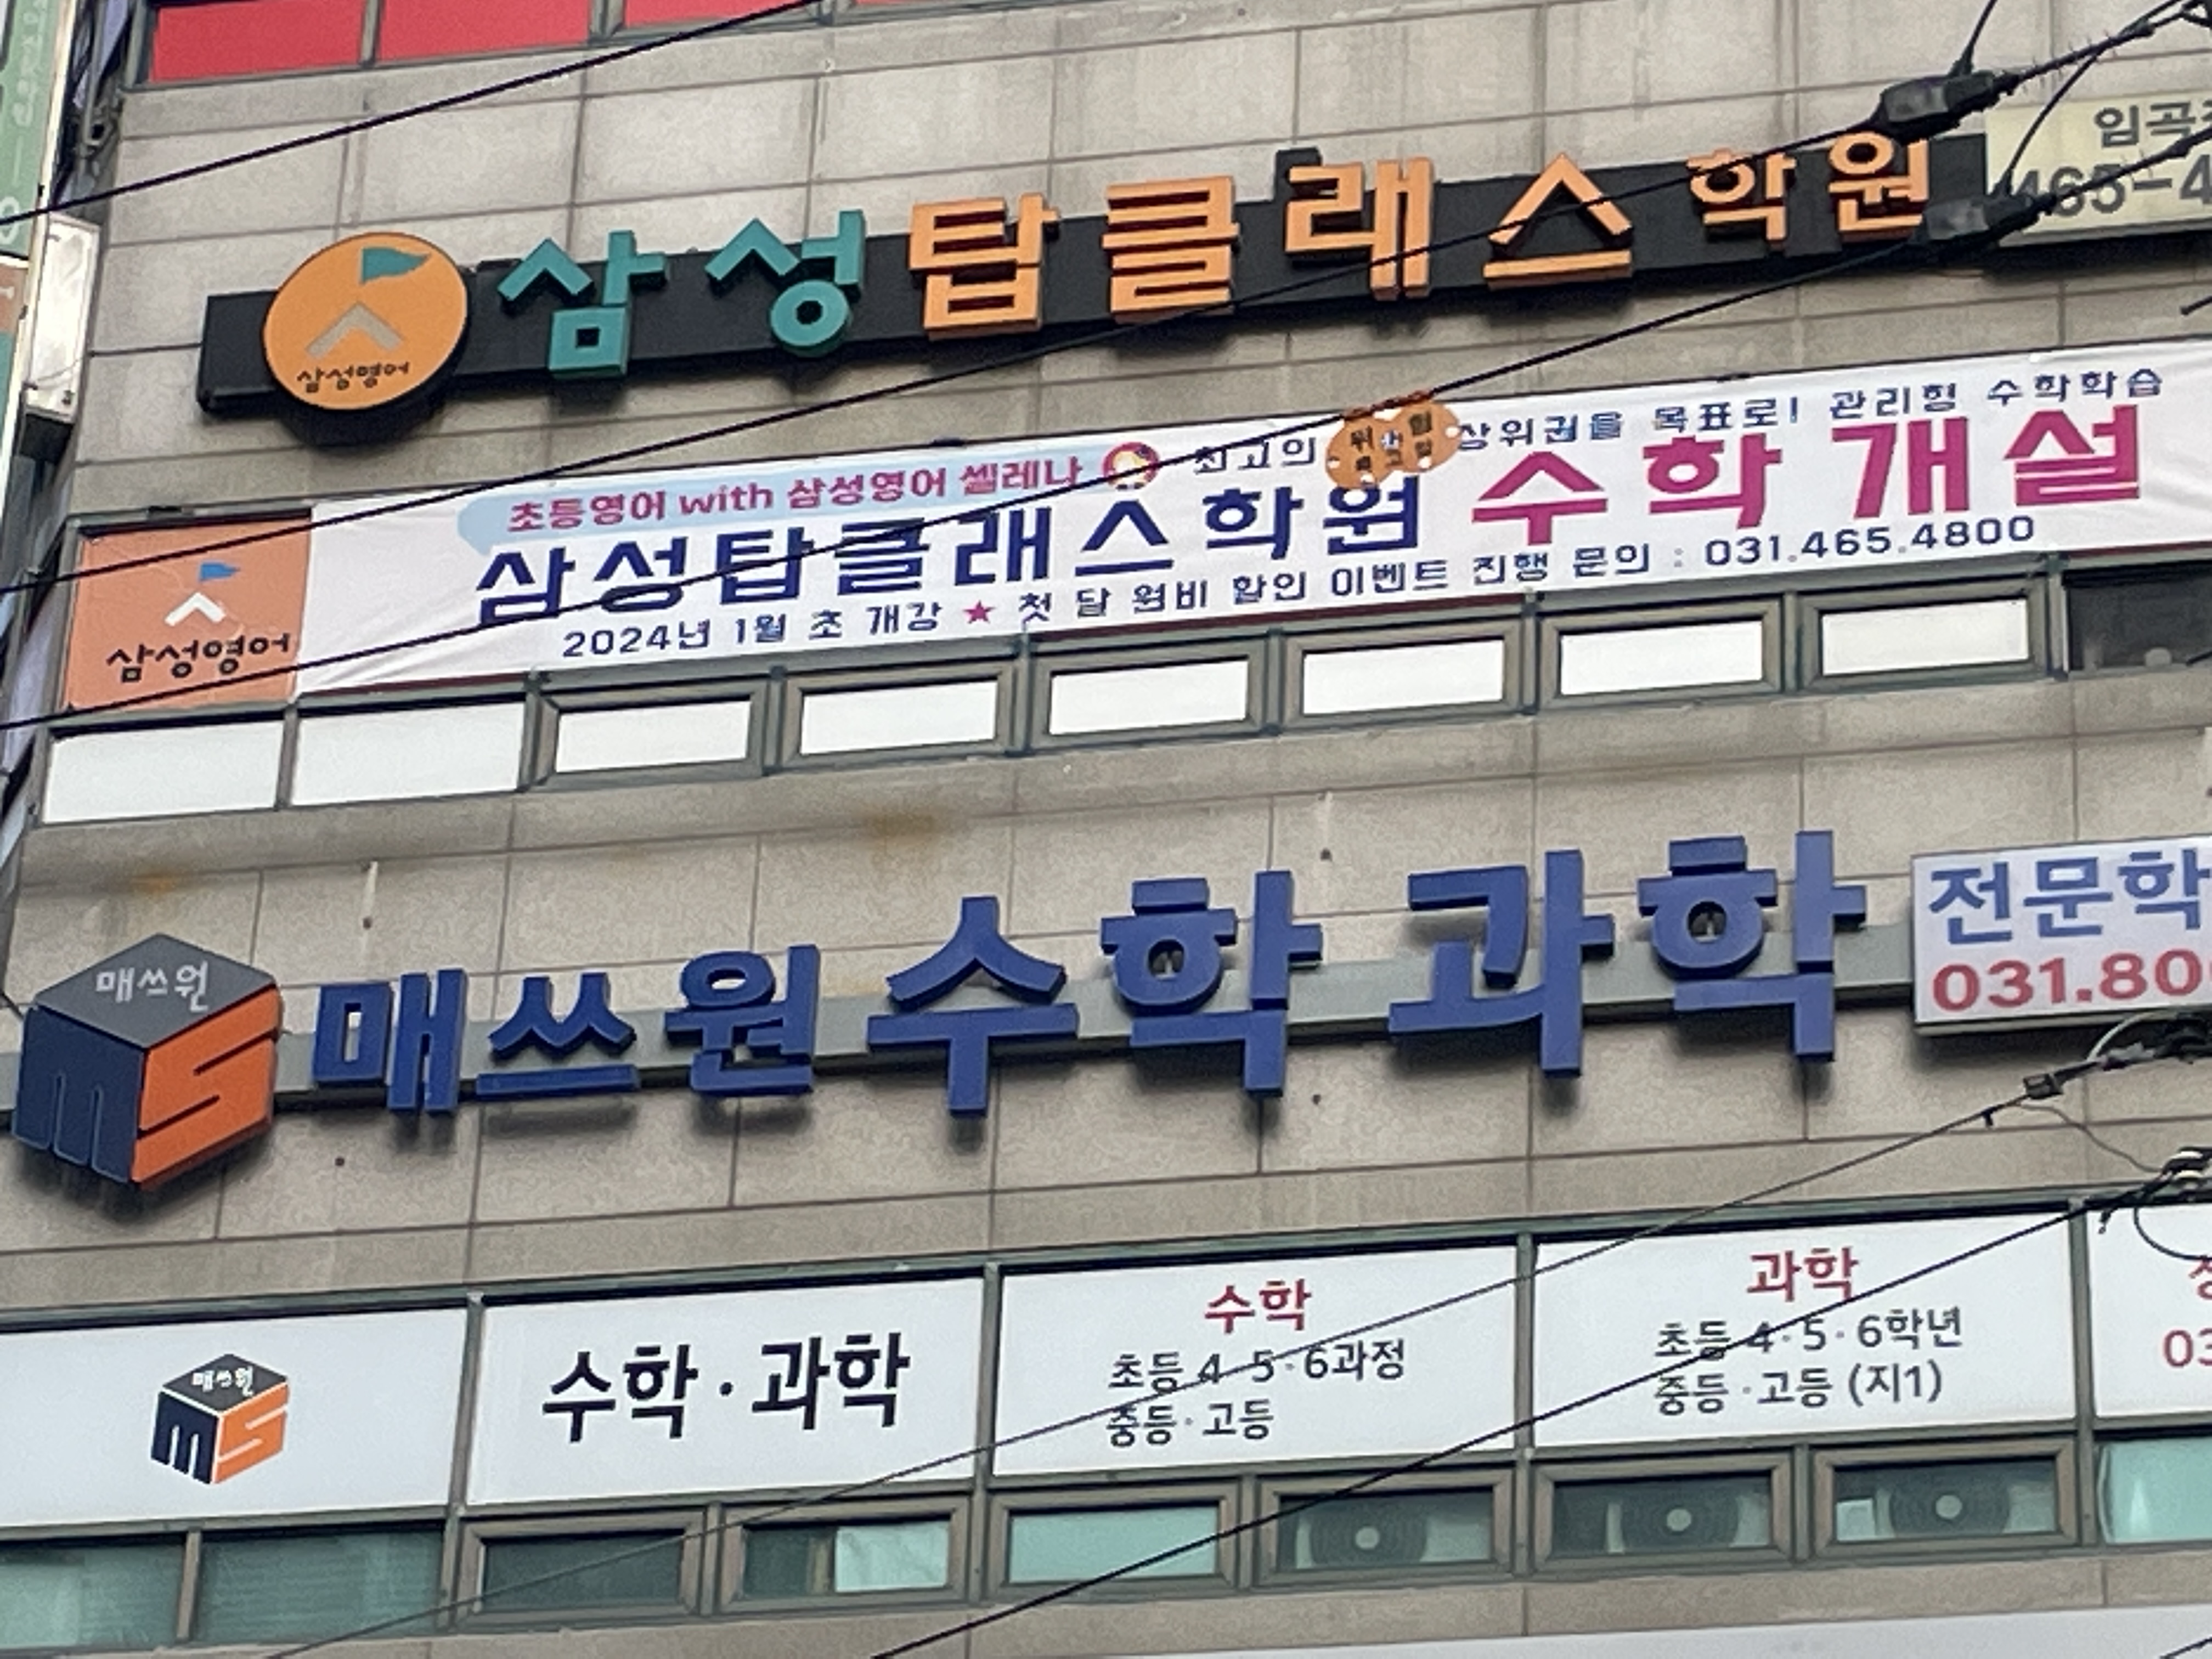 임곡
465-4
삼성탑클래스학원
삼성영어
초등영어 with 삼성영어 셀레나
최고의
상위권을 목표로! 관리형 수학학습
삼성탑클래스학원 수학 개설
2024년 1월 초 개강 ★ 첫 달 원비 할인 이벤트 진행 문의 : 031.465.4800
삼성영어
매쓰원
ms
매쓰원수학과학
전문학
031.80
매쓰원
ms
수학·과학
수학
초등 4·5·6과정
중등·고등
과학
초등 4·5·6학년
중등·고등 (지1)
03